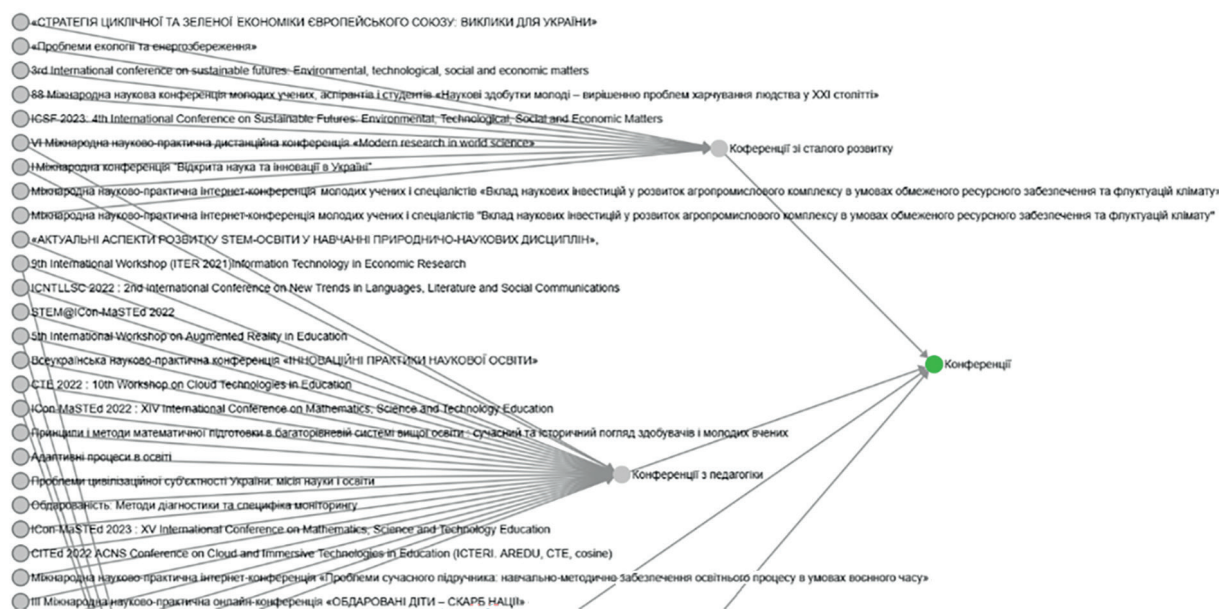 «СТРАТЕГІЯ ЦИКЛІЧНОЇ ТА ЗЕЛЕНОЇ ЕКОНОМІКИ ЄВРОПЕЙСЬКОГО СОЮЗУ: ВИКЛИКИ ДЛЯ УКРАЇНИ»
«Проблеми екології та енергозбереження»
3rd International conference on sustainable futures: Environmental, technological, social and economic matters
88 Міжнародна наукова конференція молодих учених, аспірантів і студентів «Наукові здобутки молоді – вирішенню проблем харчування людства у ХХІ столітті»
ICSF 2023: 4th International Conference on Sustainable Futures: Environmental, Technological, Social and Economic Matters
VI Міжнародна науково-практична дистанційна конференція «Modern research in world science»
Коференції зі сталого розвитку
І Міжнародна конференція "Відкрита наука та інновації в Україні"
Міжнародна науково-практична інтернет-конференція молодих учених і спеціалістів «Вклад наукових інвестицій у розвиток агропромислового комплексу в умовах обмеженого ресурсного забезпечення та флуктуацій клімату»
Міжнародна науково-практична інтернет-конференція молодих учених і спеціалістів "Вклад наукових інвестицій у розвиток агропромислового комплексу в умовах обмеженого ресурсного забезпечення та флуктуацій клімату"
«АКТУАЛЬНІ АСПЕКТИ РОЗВИТКУ STEM-ОСВІТИ У НАВЧАННІ ПРИРОДНИЧО-НАУКОВИХ ДИСЦИПЛІН»,
9th International Workshop (ITER 2021)Information Technology in Economic Research
ICNTLLSC 2022 : 2nd International Conference on New Trends in Languages, Literature and Social Communications
STEM@ICon-MaSTEd 2022
5th International Workshop on Augmented Reality in Education
Всеукраїнська науково-практична конференція «ІННОВАЦІЙНІ ПРАКТИКИ НАУКОВОЇ ОСВІТИ»
Конференції
CTE 2022 : 10th Workshop on Cloud Technologies in Education
ICon-MaSTEd 2022 : XIV International Conference on Mathematics, Science and Technology Education
Принципи і методи математичної підготовки в багаторівневій системі вищої освіти : сучасний та історичний погляд здобувачів і молодих вчених
Адаптивні процеси в освіті
Конференції з педагогіки
Проблеми цивілізаційної суб'єктності України: місія науки і освіти
Обдарованість: Методи діагностики та специфіка моніторингу
ICon-MaSTEd 2023 : XV International Conference on Mathematics, Science and Technology Education
CITEd 2022 ACNS Conference on Cloud and Immersive Technologies in Education (ICTERI. AREDU, CTE, cosine)
Міжнародна науково-практична інтернет-конференція «Проблеми сучасного підручника: навчально-методично забезпечення освітнього процесу в умовах воєнного часу»
ІІІ Міжнародна науково-практична онлайн-конференція «ОБДАРОВАНІ ДІТИ – СКАРБ НАЦІЇ»